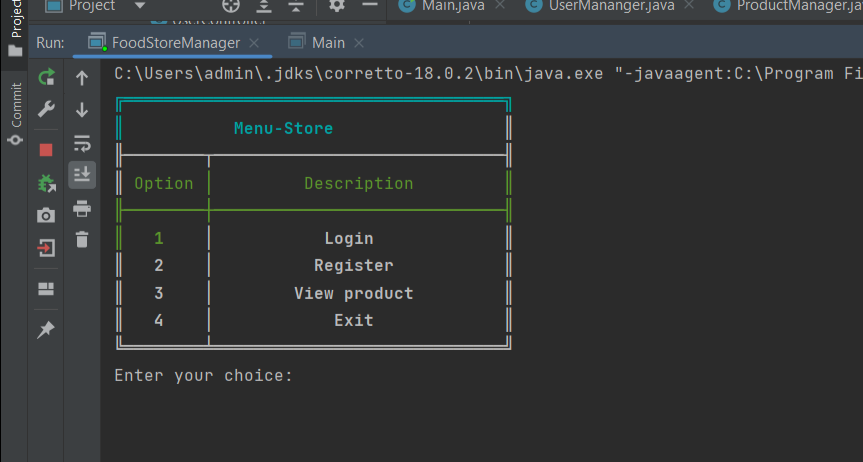 Project Main.java UserMananger.java ProductManager.jav
Run: FoodStoreManager Main
C:\Users\admin\.jdks\corretto-18.0.2\bin\java.exe "-javaagent:C:\Program Fi
Menu-Store
Option Description
1 Login
2 Register
3 View product
4 Exit
Enter your choice:
Project
Commit